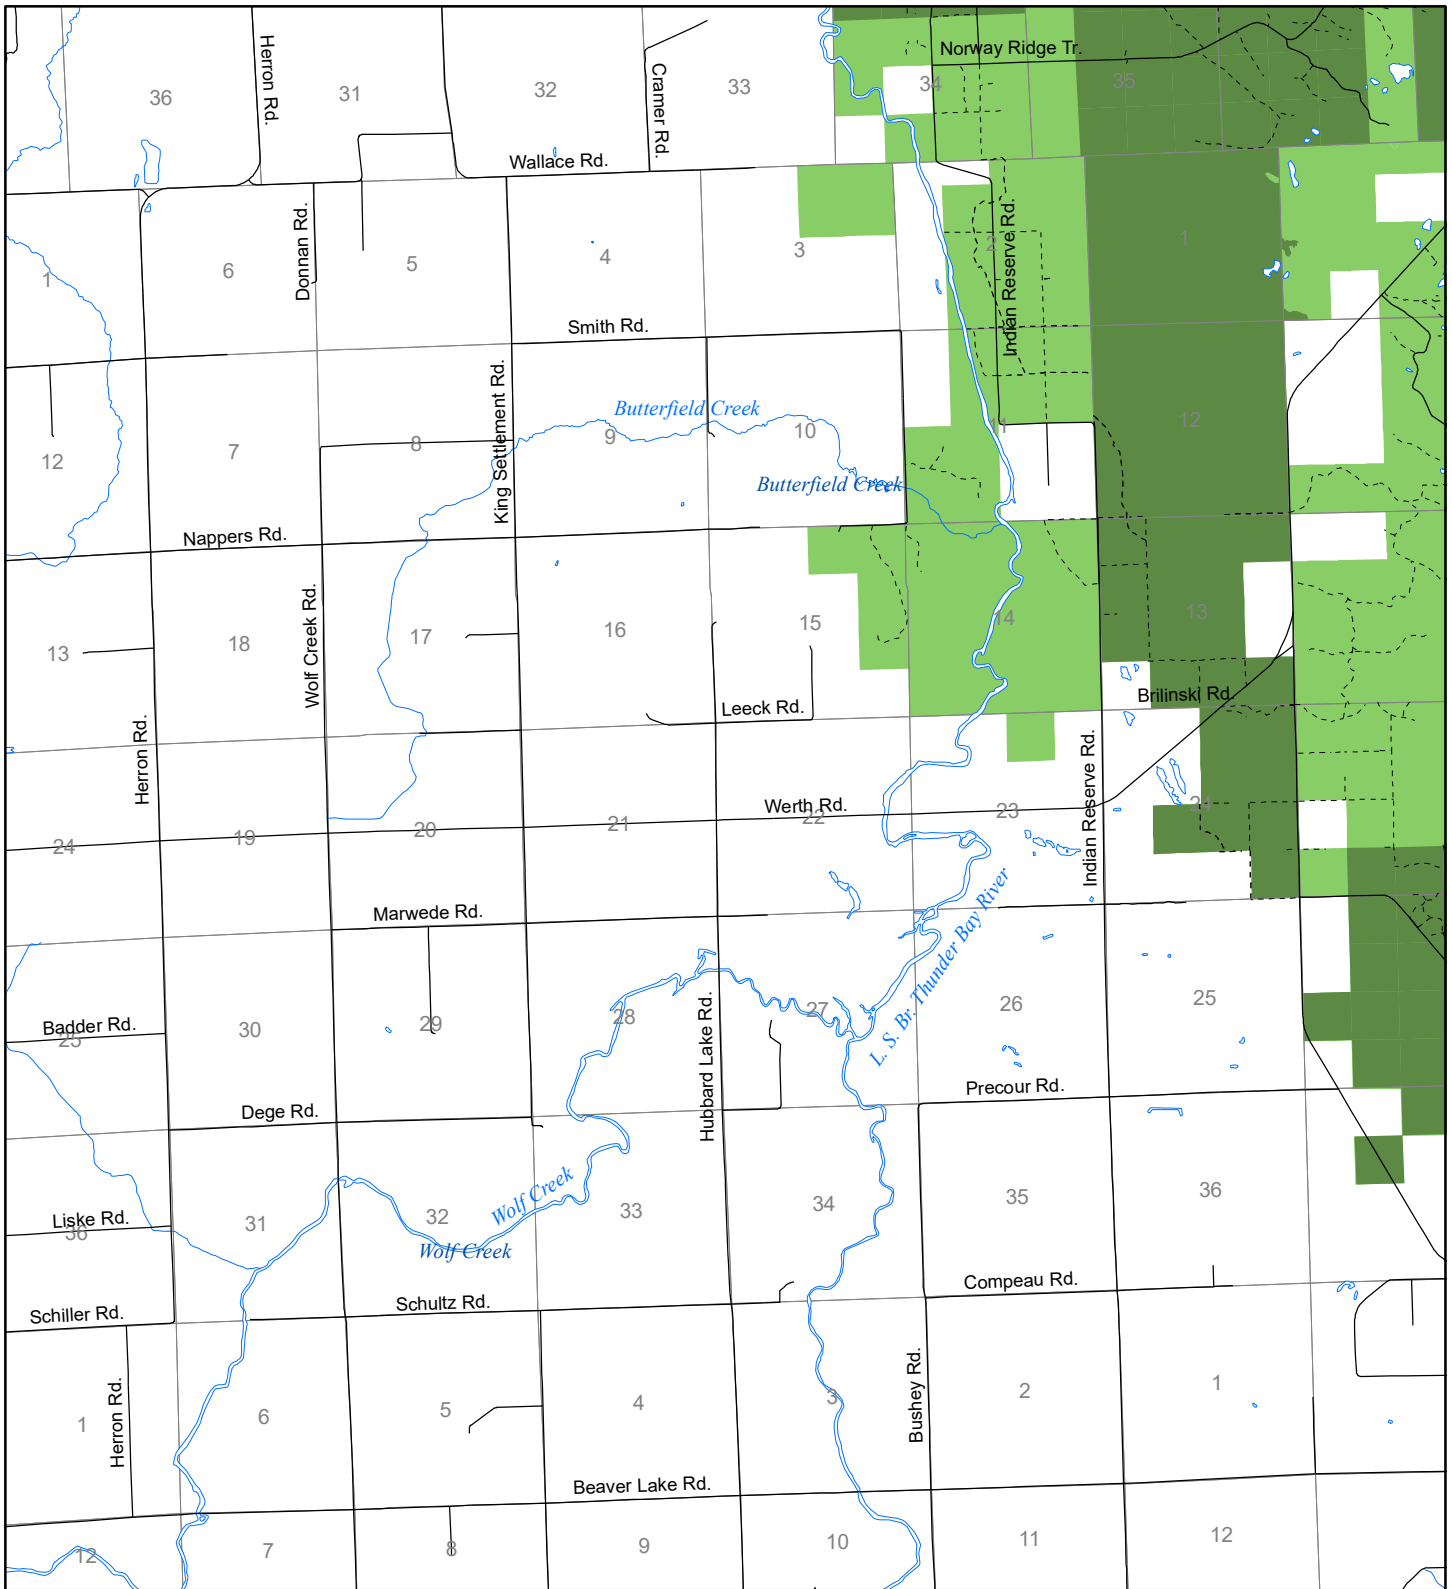 Norway Ridge Tr.
Herron Rd.
36
31
32
Cramer Rd.
33
34
35
Wallace Rd.
Donnan Rd.
1
6
5
4
3
2
Indian Reserve Rd.
1
Smith Rd.
King Settlement Rd.
Butterfield Creek
12
7
8
9
10
11
12
Butterfield Creek
Nappers Rd.
Wolf Creek Rd.
13
18
17
16
15
14
13
Brilinski Rd.
Leeck Rd.
Herron Rd.
Indian Reserve Rd.
Werth Rd.
24
19
20
21
22
23
24
Marwede Rd.
L. S. Br. Thunder Bay River
Badder Rd.
25
30
29
28
Hubbard Lake Rd.
27
26
25
Precour Rd.
Dege Rd.
Wolf Creek
Liske Rd.
36
31
32
33
34
35
36
Wolf Creek
Compeau Rd.
Schiller Rd.
Schultz Rd.
Herron Rd.
Bushey Rd.
1
6
5
4
3
2
1
Beaver Lake Rd.
12
7
8
9
10
11
12